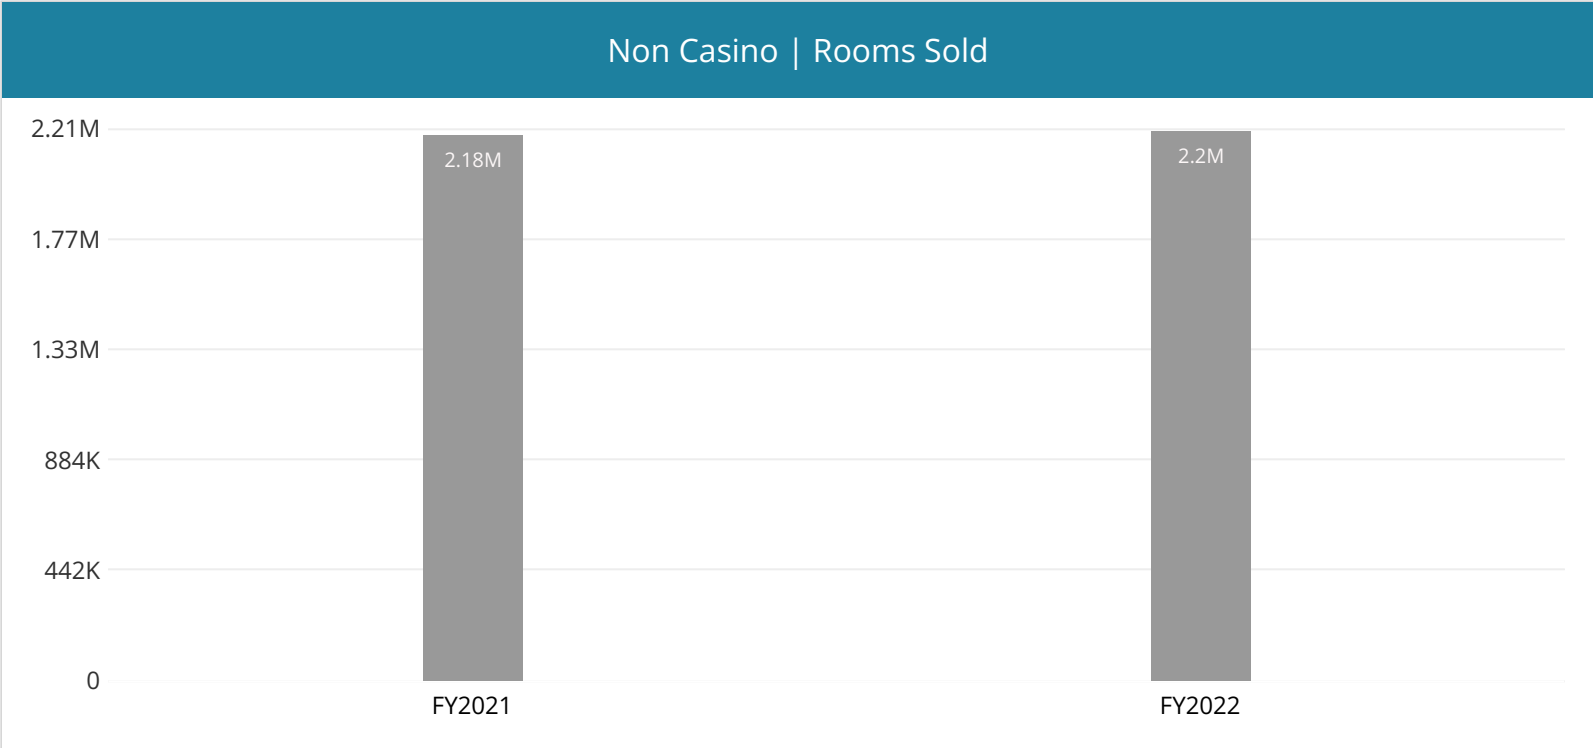 Non Casino | Rooms Sold
2.21M
1.77M
1.33M
884K
442K
0
2.18M
2.2M
FY2021
FY2022